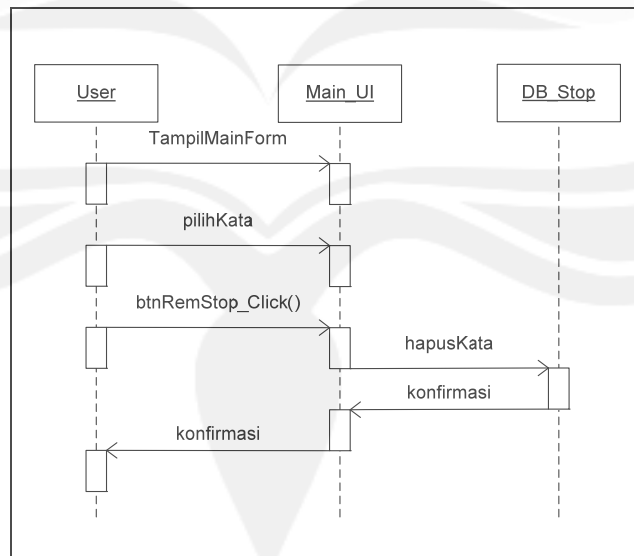 User
Main_UI
DB_Stop
TampilMainForm
pilihKata
btnRemStop_Click()
hapusKata
konfirmasi
konfirmasi